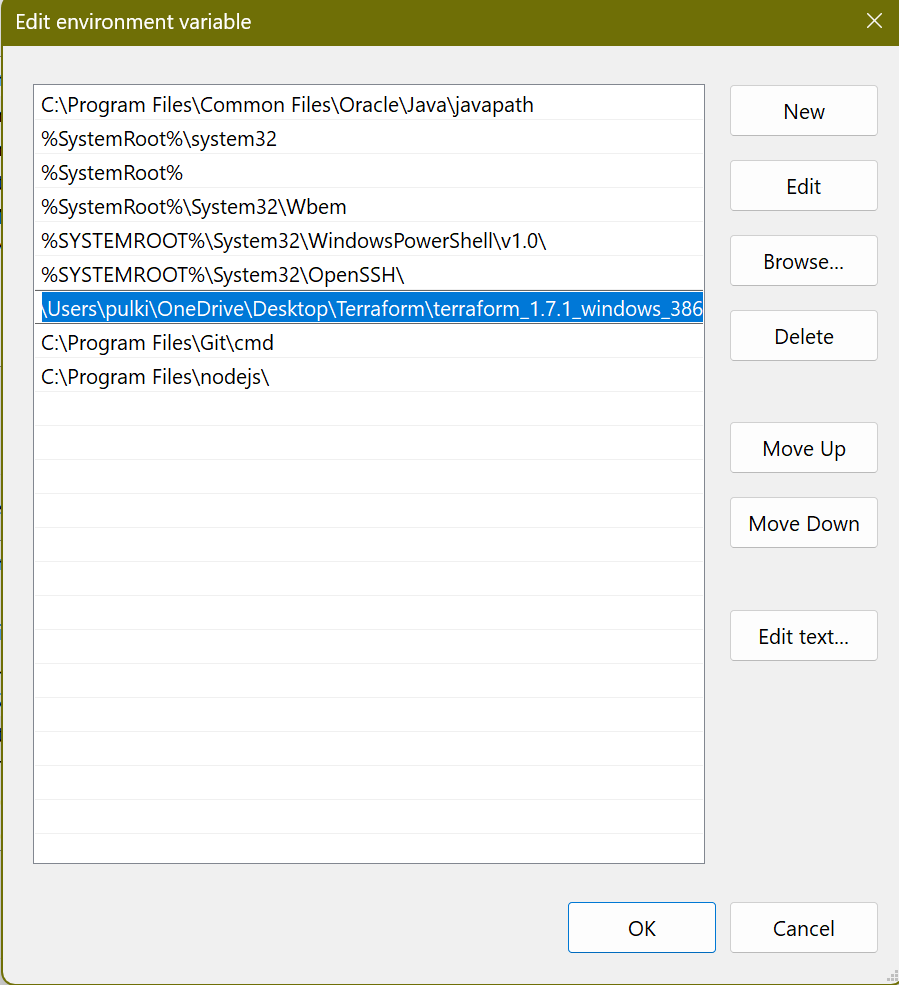 Edit environment variable
C:\Program Files\Common Files\Oracle\Java\javapath
New
%SystemRoot%\system32
%SystemRoot%
Edit
%SystemRoot%\System32\Wbem
%SYSTEMROOT%\System32\WindowsPowerShell\v1.0\
Browse...
%SYSTEMROOT%\System32\OpenSSH\
\Users\pulki\OneDrive\Desktop\Terraform\terraform_1.7.1_windows_386
Delete
C:\Program Files\Git\cmd
C:\Program Files\nodejs\
Move Up
Move Down
Edit text...
OK
Cancel